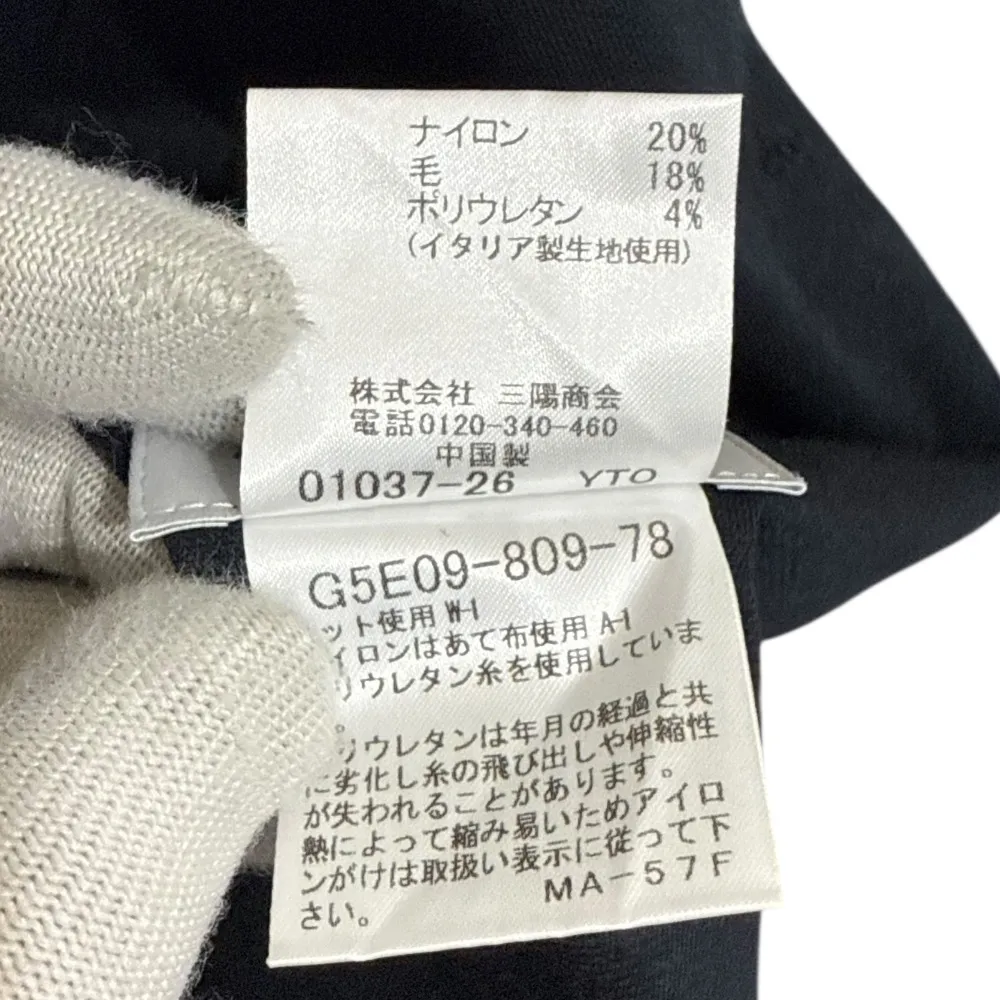 ナイロン 20%
毛 18%
ポリウレタン 4%
(イタリア製生地使用)
株式会社 三陽商会
電話0120-340-460
中国製
01037-26 YTO
G5E09-809-78
ット使用 W-1
イロンはあて布使用 A-1
リウレタン糸を使用していま
。
リウレタンは年月の経過と共
に劣化し糸の飛び出しや伸縮性
が失われることがあります。
熱によって縮み易いためアイロ
ンがけは取扱い表示に従って下
さい。 MA-57F